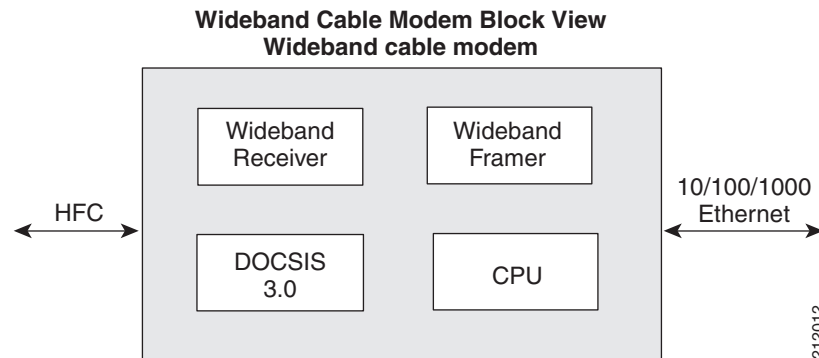 Wideband Cable Modem Block View
Wideband cable modem
Wideband
Receiver
Wideband
Framer
HFC
10/100/1000
Ethernet
DOCSIS
3.0
CPU
213012